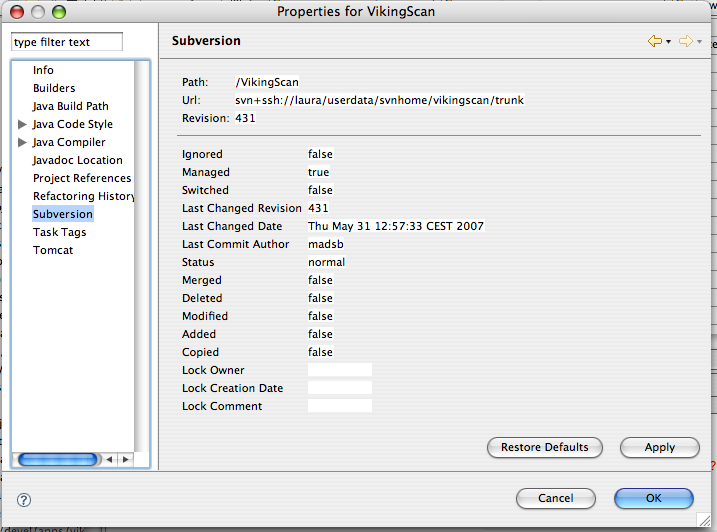 Properties for VikingScan
type filter text
Info
Builders
Java Build Path
Java Code Style
Java Compiler
Javadoc Location
Project References
Refactoring History
Subversion
Task Tags
Tomcat
Subversion
Path: /VikingScan
Url: svn+ssh://laura/userdata/svnhome/vikingscan/trunk
Revision: 431
Ignored false
Managed true
Switched false
Last Changed Revision 431
Last Changed Date Thu May 31 12:57:33 CEST 2007
Last Commit Author madsb
Status normal
Merged false
Deleted false
Modified false
Added false
Copied false
Lock Owner
Lock Creation Date
Lock Comment
Restore Defaults Apply
? Cancel OK